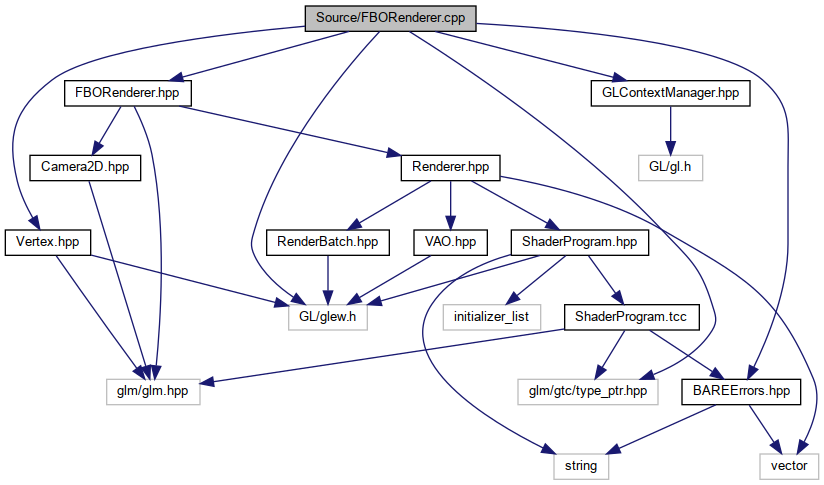 Source/FBORenderer.cpp
FBORenderer.hpp
GLContextManager.hpp
Camera2D.hpp
Renderer.hpp
GL/gl.h
Vertex.hpp
RenderBatch.hpp
VAO.hpp
ShaderProgram.hpp
GL/glew.h
initializer_list
ShaderProgram.tcc
glm/glm.hpp
glm/gtc/type_ptr.hpp
BAREErrors.hpp
string
vector